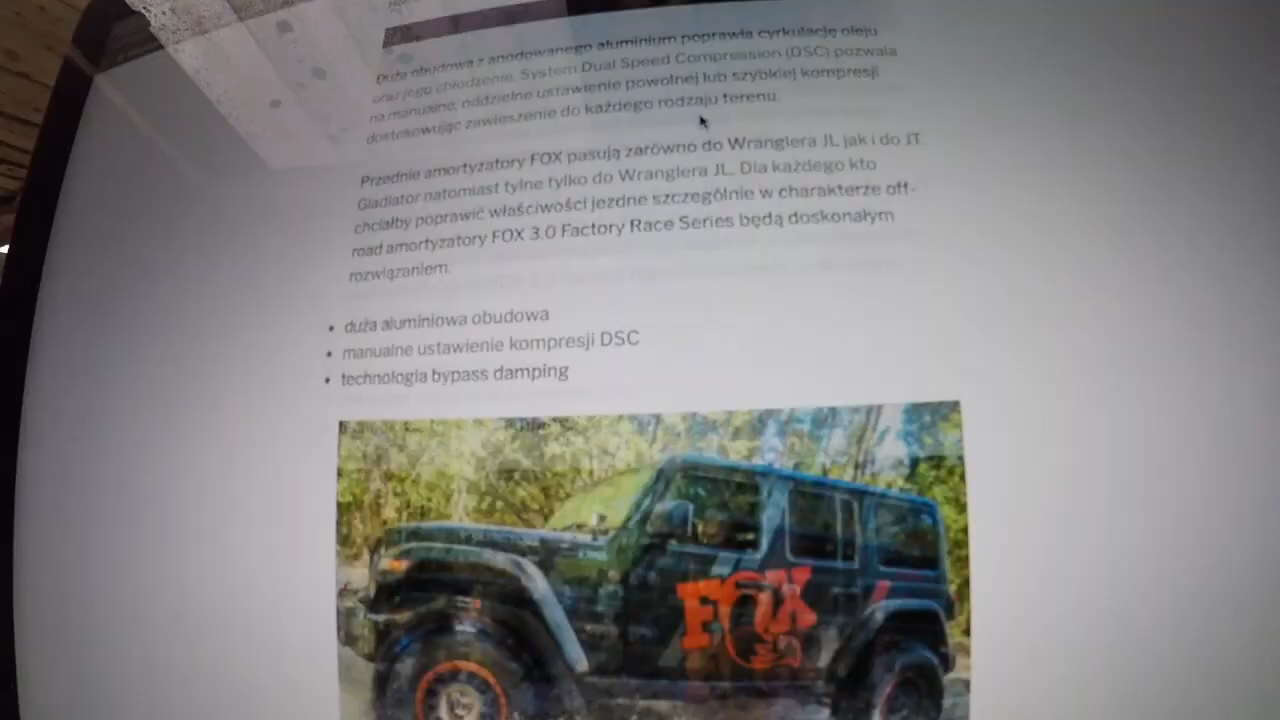 Duża obudowa z anodowanego aluminium poprawia cyrkulację oleju
oraz jego chłodzenie. System Dual Speed Compression (DSC) pozwala
na manualne, oddzielne ustawienie powolnej lub szybkiej kompresji
dostosowując zawieszenie do każdego rodzaju terenu.
Przednie amortyzatory FOX pasują zarówno do Wranglera JL jak i do JT
Gladiator natomiast tylne tylko do Wranglera JL. Dla każdego kto
chciałby poprawić właściwości jezdne szczególnie w charakterze off-
road amortyzatory FOX 3.0 Factory Race Series będą doskonałym
rozwiązaniem.
• duża aluminiowa obudowa
• manualne ustawienie kompresji DSC
• technologia bypass damping
FOX